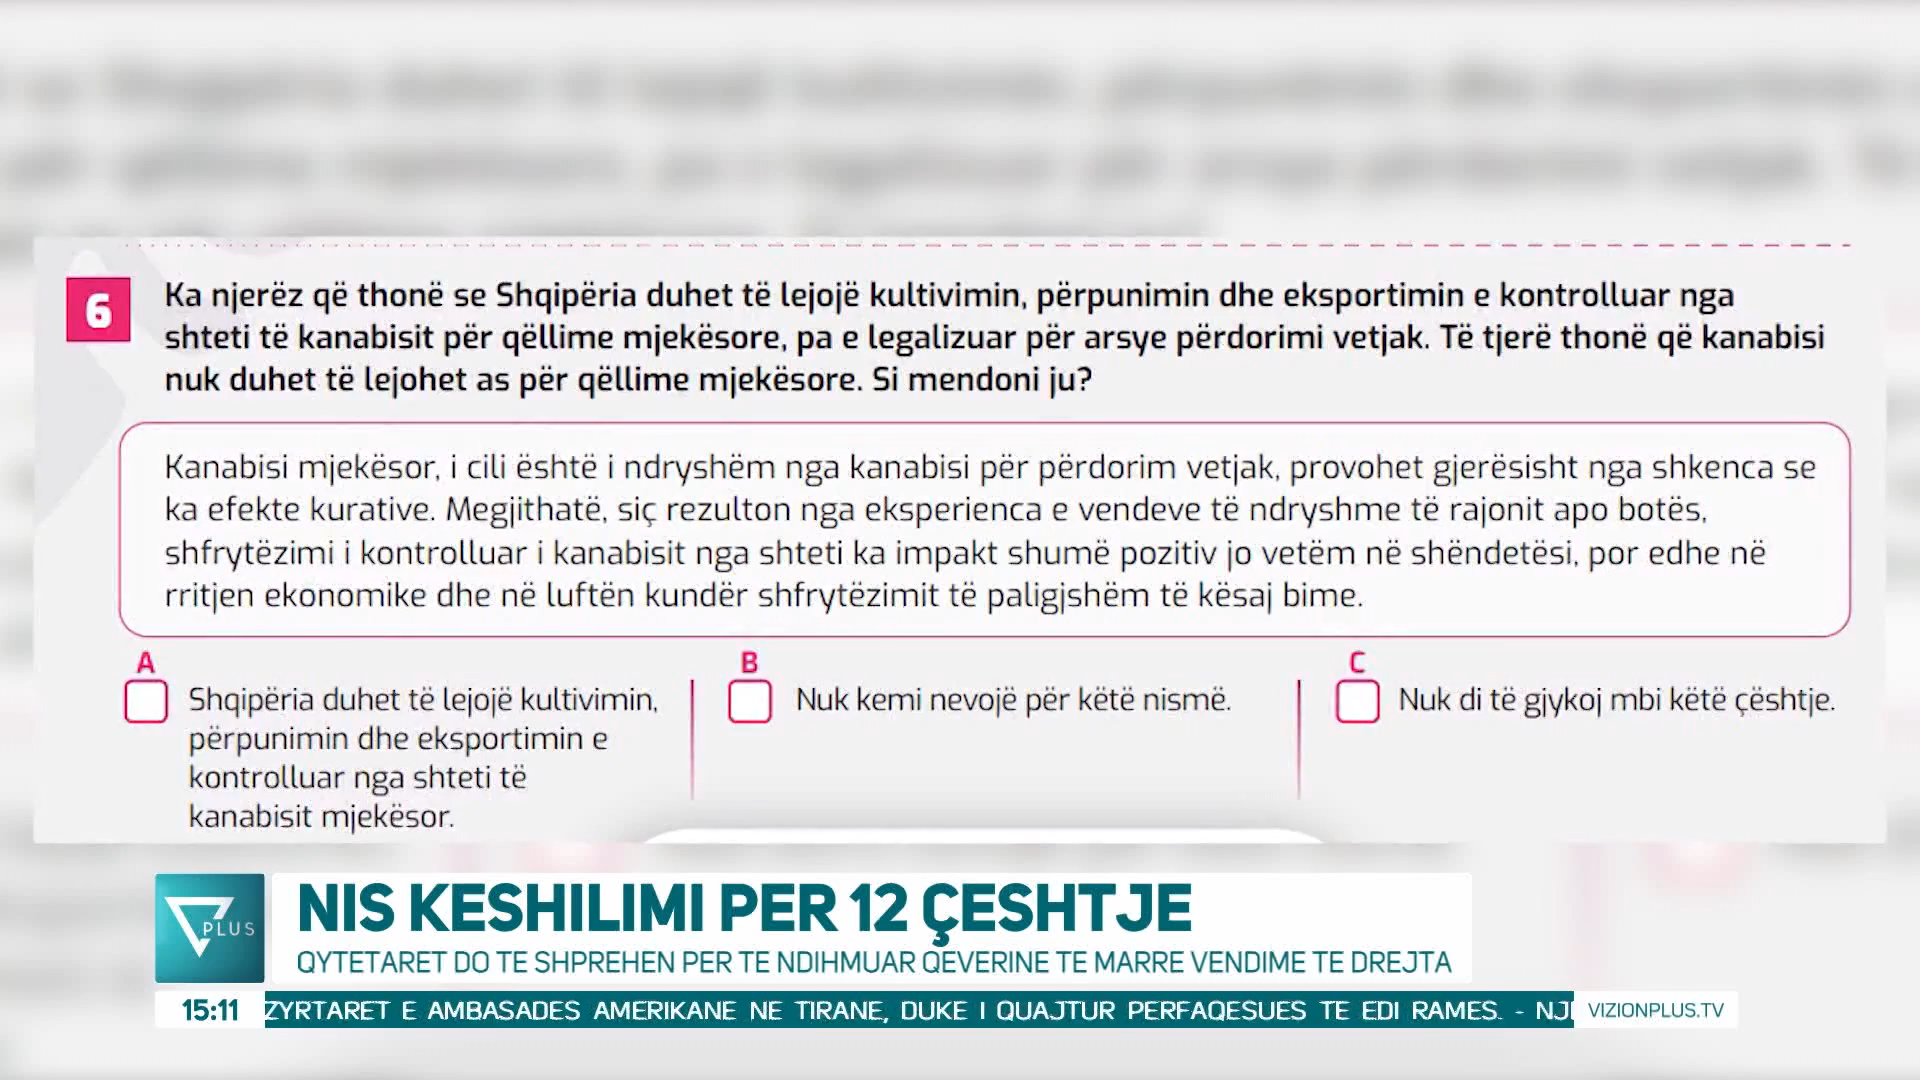 6
Ka njerëz që thonë se Shqipëria duhet të lejojë kultivimin, përpunimin dhe eksportimin e kontrolluar nga
shteti të kanabisit për qëllime mjekësore, pa e legalizuar për arsye përdorimi vetjak. Të tjerë thonë që kanabisi
nuk duhet të lejohet as për qëllime mjekësore. Si mendoni ju?
Kanabisi mjekësor, i cili është i ndryshëm nga kanabisi për përdorim vetjak, provohet gjerësisht nga shkenca se
ka efekte kurative. Megjithatë, siç rezulton nga eksperienca e vendeve të ndryshme të rajonit apo botës,
shfrytëzimi i kontrolluar i kanabisit nga shteti ka impakt shumë pozitiv jo vetëm në shëndetësi, por edhe në
rritjen ekonomike dhe në luftën kundër shfrytëzimit të paligjshëm të kësaj bime.
A
Shqipëria duhet të lejojë kultivimin,
përpunimin dhe eksportimin e
kontrolluar nga shteti të
kanabisit mjekësor.
B
Nuk kemi nevojë për këtë nismë.
C
Nuk di të gjykoj mbi këtë çështje.
PLUS
NIS KESHILIMI PER 12 ÇESHTJE
QYTETARET DO TE SHPREHEN PER TE NDIHMUAR QEVERINE TE MARRE VENDIME TE DREJTA
15:11 ZYRTARET E AMBASADES AMERIKANE NE TIRANE, DUKE I QUAJTUR PERFAQESUES TE EDI RAMES. - NJ VIZIONPLUS.TV